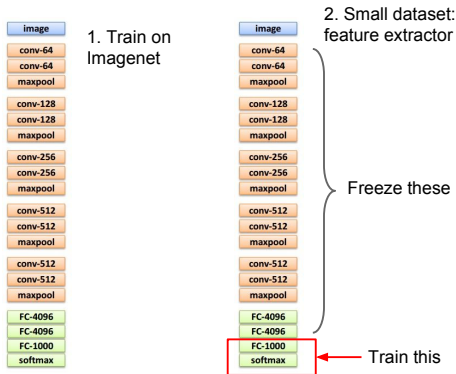 image
conv-64
conv-64
maxpool
conv-128
conv-128
maxpool
conv-256
conv-256
maxpool
conv-512
conv-512
maxpool
conv-512
conv-512
maxpool
FC-4096
FC-4096
FC-1000
softmax
1. Train on
Imagenet
2. Small dataset:
feature extractor
image
conv-64
conv-64
maxpool
conv-128
conv-128
maxpool
conv-256
conv-256
maxpool
conv-512
conv-512
maxpool
conv-512
conv-512
maxpool
FC-4096
FC-4096
FC-1000
softmax
Freeze these
Train this